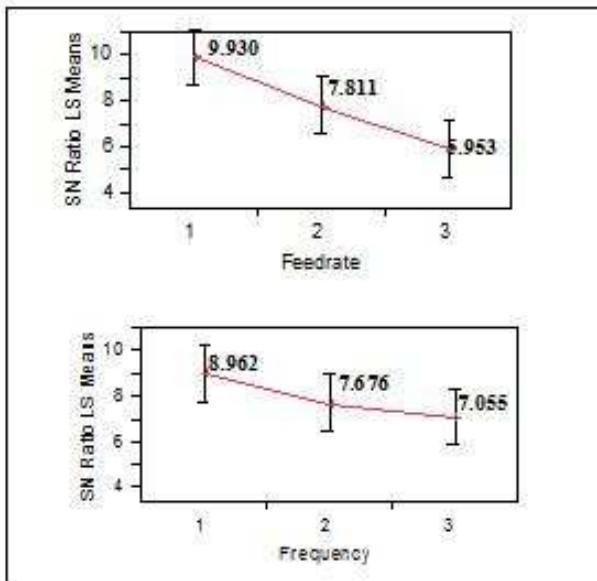 SN Ratio LS Means
10
8
6
4
9.930
7.811
5.953
1 2 3
Feedrate
SN Ratio LS Means
10
8
6
4
8.962
7.676
7.055
1 2 3
Frequency